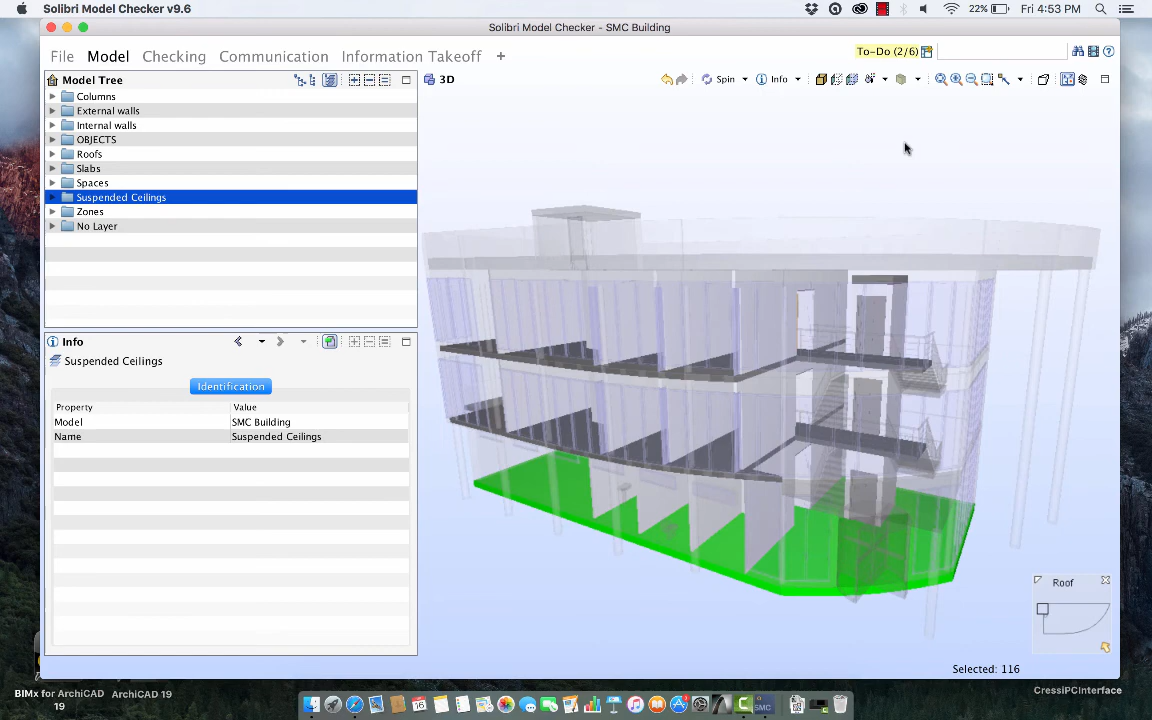 Solibri Model Checker v9.6
22%
Fri 4:53 PM
Solibri Model Checker - SMC Building
File Model Checking Communication Information Takeoff +
To-Do (2/6)
Model Tree
3D
Spin
Info
Columns
External walls
Internal walls
OBJECTS
Roofs
Slabs
Spaces
Suspended Ceilings
Zones
No Layer
Info
Suspended Ceilings
Identification
Property Value
Model SMC Building
Name Suspended Ceilings
Roof
Selected: 116
BIMx for ArchiCAD 19
ArchiCAD 19
CressiPCInterface
SMC